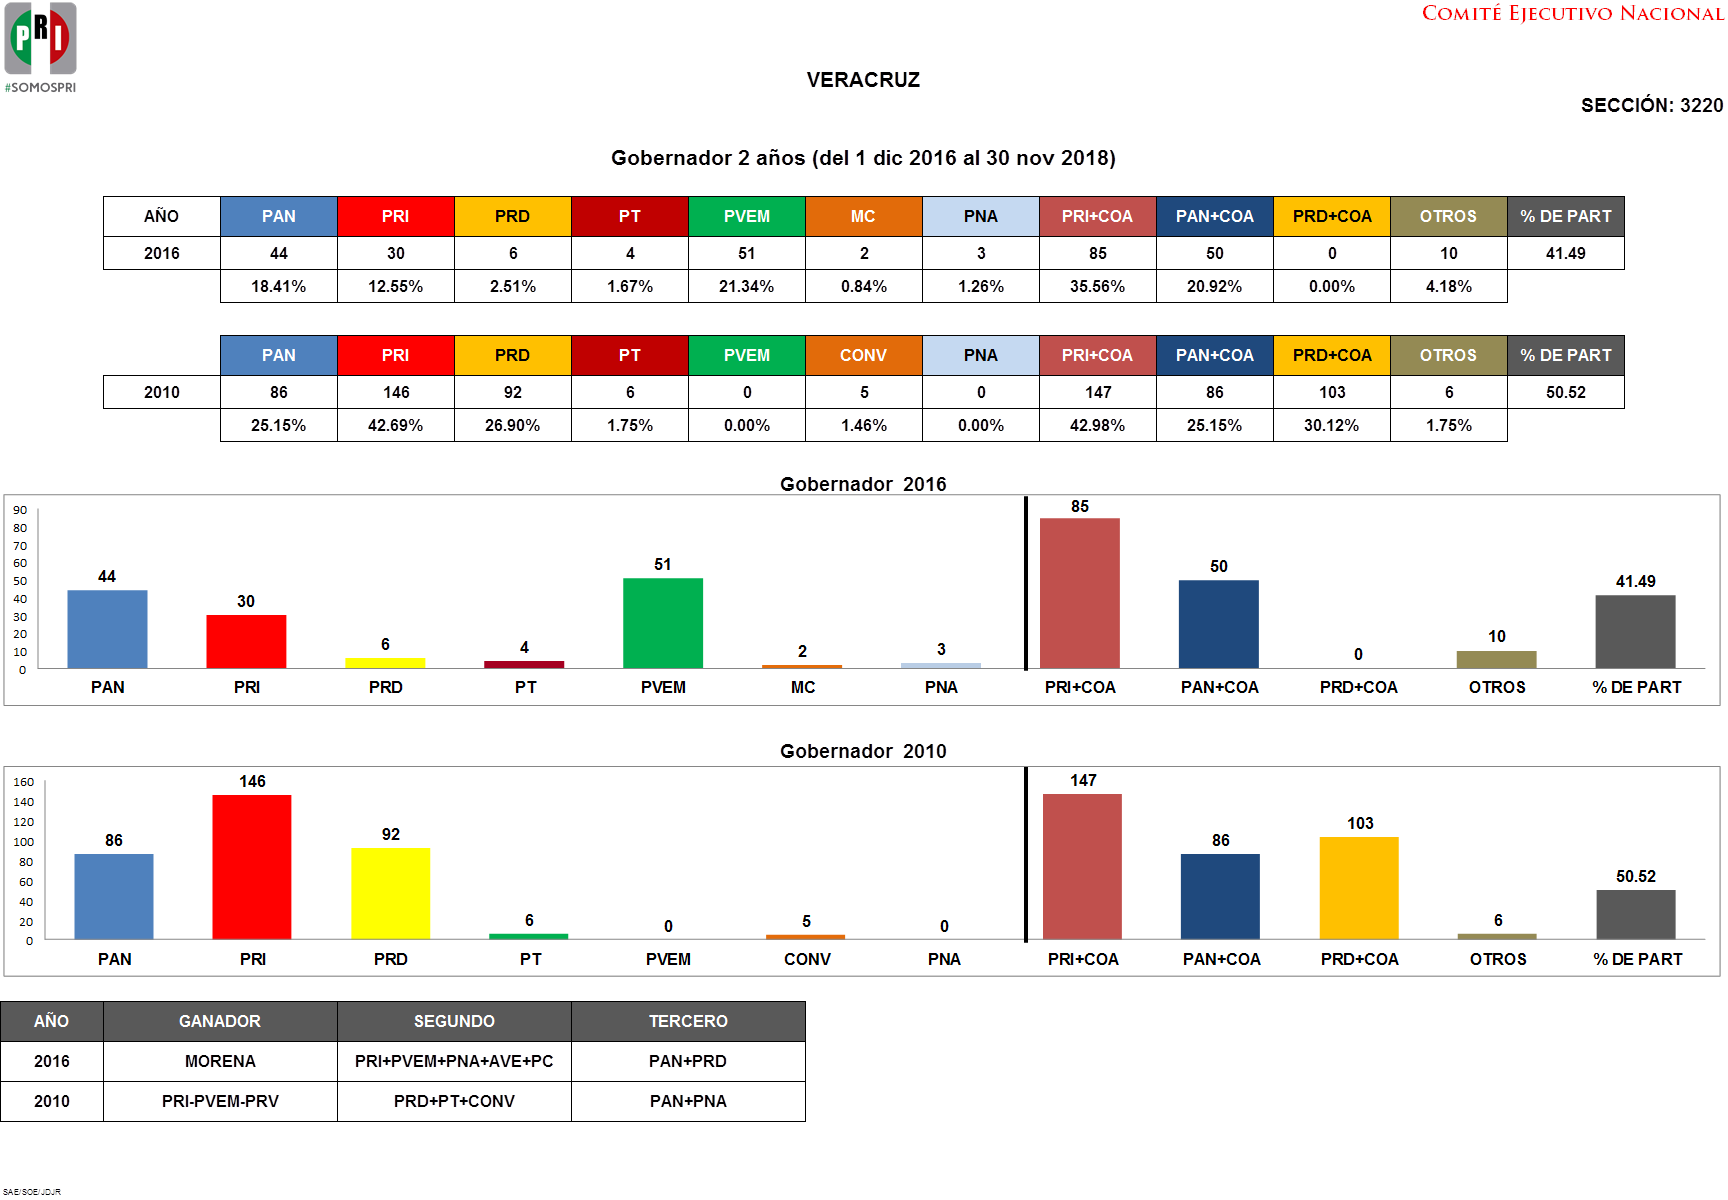 COMITÉ EJECUTIVO NACIONAL
PRI
#SOMOSPRI
VERACRUZ
SECCIÓN: 3220
Gobernador 2 años (del 1 dic 2016 al 30 nov 2018)
AÑO PAN PRI PRD PT PVEM MC PNA PRI+COA PAN+COA PRD+COA OTROS % DE PART
2016 44 30 6 4 51 2 3 85 50 0 10 41.49
18.41% 12.55% 2.51% 1.67% 21.34% 0.84% 1.26% 35.56% 20.92% 0.00% 4.18%
PAN PRI PRD PT PVEM CONV PNA PRI+COA PAN+COA PRD+COA OTROS % DE PART
2010 86 146 92 6 0 5 0 147 86 103 6 50.52
25.15% 42.69% 26.90% 1.75% 0.00% 1.46% 0.00% 42.98% 25.15% 30.12% 1.75%
Gobernador 2016
90
80
70
60
50
40
30
20
10
0
44 30 6 4 51 2 3 85 50 0 10 41.49
PAN PRI PRD PT PVEM MC PNA PRI+COA PAN+COA PRD+COA OTROS % DE PART
Gobernador 2010
160
140
120
100
80
60
40
20
0
86 146 92 6 0 5 0 147 86 103 6 50.52
PAN PRI PRD PT PVEM CONV PNA PRI+COA PAN+COA PRD+COA OTROS % DE PART
AÑO GANADOR SEGUNDO TERCERO
2016 MORENA PRI+PVEM+PNA+AVE+PC PAN+PRD
2010 PRI-PVEM-PRV PRD+PT+CONV PAN+PNA
SAE/SOE/JDJR